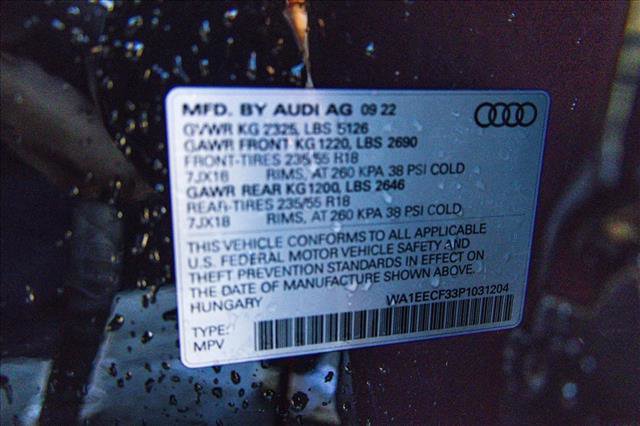 MFD. BY AUDI AG 09 22
GVWR KG 2325, LBS 5126
GAWR FRONT KG 1220, LBS 2690
FRONT-TIRES 235/55 R18
7JX18 RIMS, AT 260 KPA 38 PSI COLD
GAWR REAR KG 1200, LBS 2646
REAR-TIRES 235/55 R18
7JX18 RIMS, AT 260 KPA 38 PSI COLD
THIS VEHICLE CONFORMS TO ALL APPLICABLE
U.S. FEDERAL MOTOR VEHICLE SAFETY AND
THEFT PREVENTION STANDARDS IN EFFECT ON
THE DATE OF MANUFACTURE SHOWN ABOVE.
HUNGARY
WA1EECF33P1031204
TYPE:
MPV